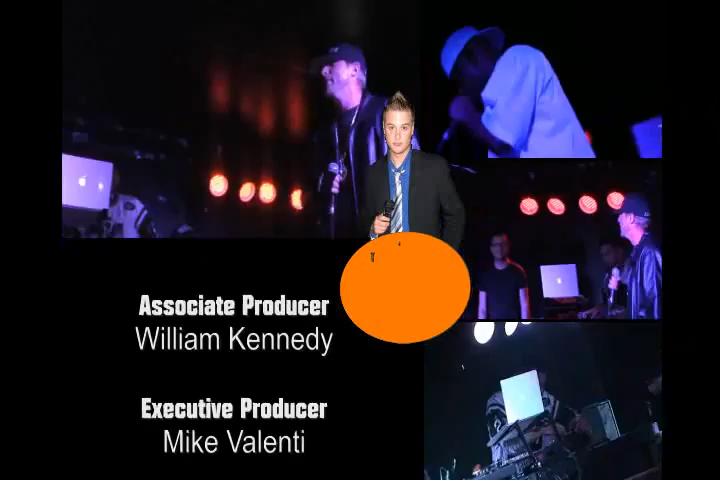 Associate Producer
William Kennedy
Executive Producer
Mike Valenti